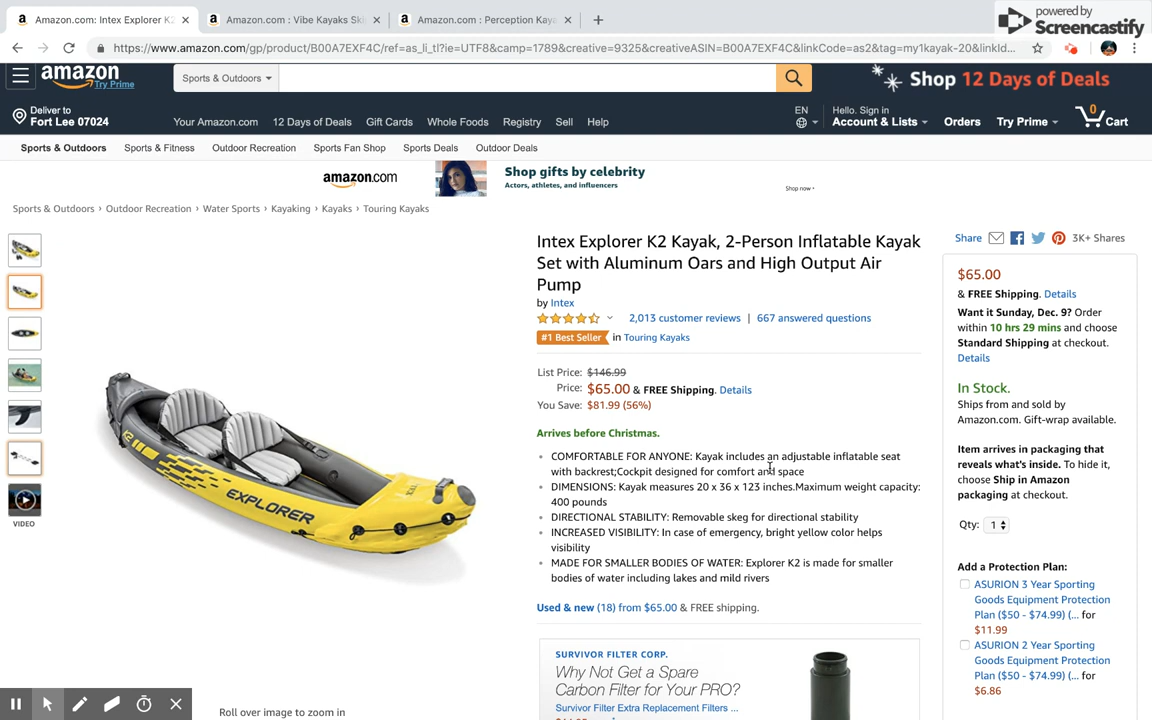 Amazon.com: Intex Explorer K2
Amazon.com : Vibe Kayaks Ski
Amazon.com : Perception Kaya
powered by
Screencastify
https://www.amazon.com/gp/product/B00A7EXF4C/ref=as_li_tl?ie=UTF8&camp=1789&creative=9325&creativeASIN=B00A7EXF4C&linkCode=as2&tag=my1kayak-20&linkId...
amazon
Try Prime
Sports & Outdoors
Shop 12 Days of Deals
Deliver to
Fort Lee 07024
Your Amazon.com 12 Days of Deals Gift Cards Whole Foods Registry Sell Help
EN
Hello. Sign in
Account & Lists
Orders
Try Prime
0
Cart
Sports & Outdoors Sports & Fitness Outdoor Recreation Sports Fan Shop Sports Deals Outdoor Deals
amazon.com
Shop gifts by celebrity
Actors, athletes, and influencers
Shop now ›
Sports & Outdoors › Outdoor Recreation › Water Sports › Kayaking › Kayaks › Touring Kayaks
VIDEO
K2
EXPLORER
Roll over image to zoom in
Intex Explorer K2 Kayak, 2-Person Inflatable Kayak
Set with Aluminum Oars and High Output Air
Pump
by Intex
2,013 customer reviews | 667 answered questions
#1 Best Seller in Touring Kayaks
List Price: $146.99
Price: $65.00 & FREE Shipping. Details
You Save: $81.99 (56%)
Arrives before Christmas.
• COMFORTABLE FOR ANYONE: Kayak includes an adjustable inflatable seat
with backrest;Cockpit designed for comfort and space
• DIMENSIONS: Kayak measures 20 x 36 x 123 inches.Maximum weight capacity:
400 pounds
• DIRECTIONAL STABILITY: Removable skeg for directional stability
• INCREASED VISIBILITY: In case of emergency, bright yellow color helps
visibility
• MADE FOR SMALLER BODIES OF WATER: Explorer K2 is made for smaller
bodies of water including lakes and mild rivers
Used & new (18) from $65.00 & FREE shipping.
SURVIVOR FILTER CORP.
Why Not Get a Spare
Carbon Filter for Your PRO?
Survivor Filter Extra Replacement Filters ...
Share
3K+ Shares
$65.00
& FREE Shipping. Details
Want it Sunday, Dec. 9? Order
within 10 hrs 29 mins and choose
Standard Shipping at checkout.
Details
In Stock.
Ships from and sold by
Amazon.com. Gift-wrap available.
Item arrives in packaging that
reveals what's inside. To hide it,
choose Ship in Amazon
packaging at checkout.
Qty: 1
Add a Protection Plan:
ASURION 3 Year Sporting
Goods Equipment Protection
Plan ($50 - $74.99) (... for
$11.99
ASURION 2 Year Sporting
Goods Equipment Protection
Plan ($50 - $74.99) (... for
$6.86